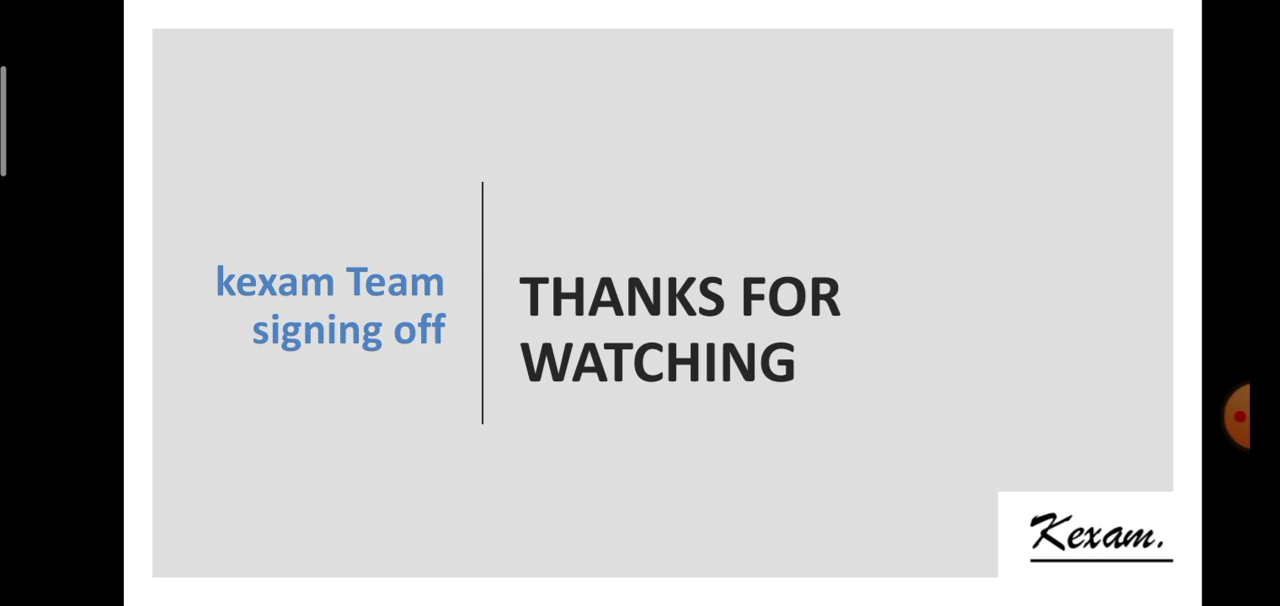 kexam Team
signing off
THANKS FOR
WATCHING
Kexam.